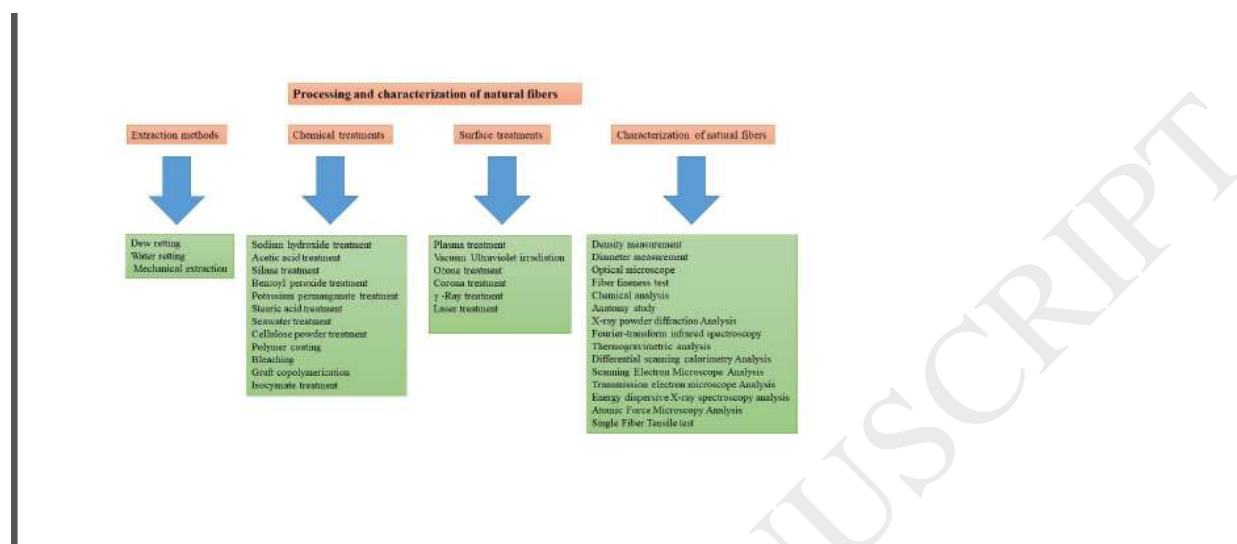 Processing and characterization of natural fibers
Extraction methods
Dew retting
Water retting
Mechanical extraction
Chemical treatments
Sodium hydroxide treatment
Acetic acid treatment
Silane treatment
Benzoyl peroxide treatment
Potassium permanganate treatment
Stearic acid treatment
Seawater treatment
Cellulose powder treatment
Polymer coating
Bleaching
Graft copolymerization
Isocyanate treatment
Surface treatments
Plasma treatment
Vacuum Ultraviolet irradiation
Ozone treatment
Corona treatment
γ -Ray treatment
Laser treatment
Characterization of natural fibers
Density measurement
Diameter measurement
Optical microscope
Fiber fineness test
Chemical analysis
Anatomy study
X-ray powder diffraction Analysis
Fourier-transform infrared spectroscopy
Thermogravimetric analysis
Differential scanning calorimetry Analysis
Scanning Electron Microscope Analysis
Transmission electron microscope Analysis
Energy dispersive X-ray spectroscopy analysis
Atomic Force Microscopy Analysis
Single Fiber Tensile test
NUSCRIPT